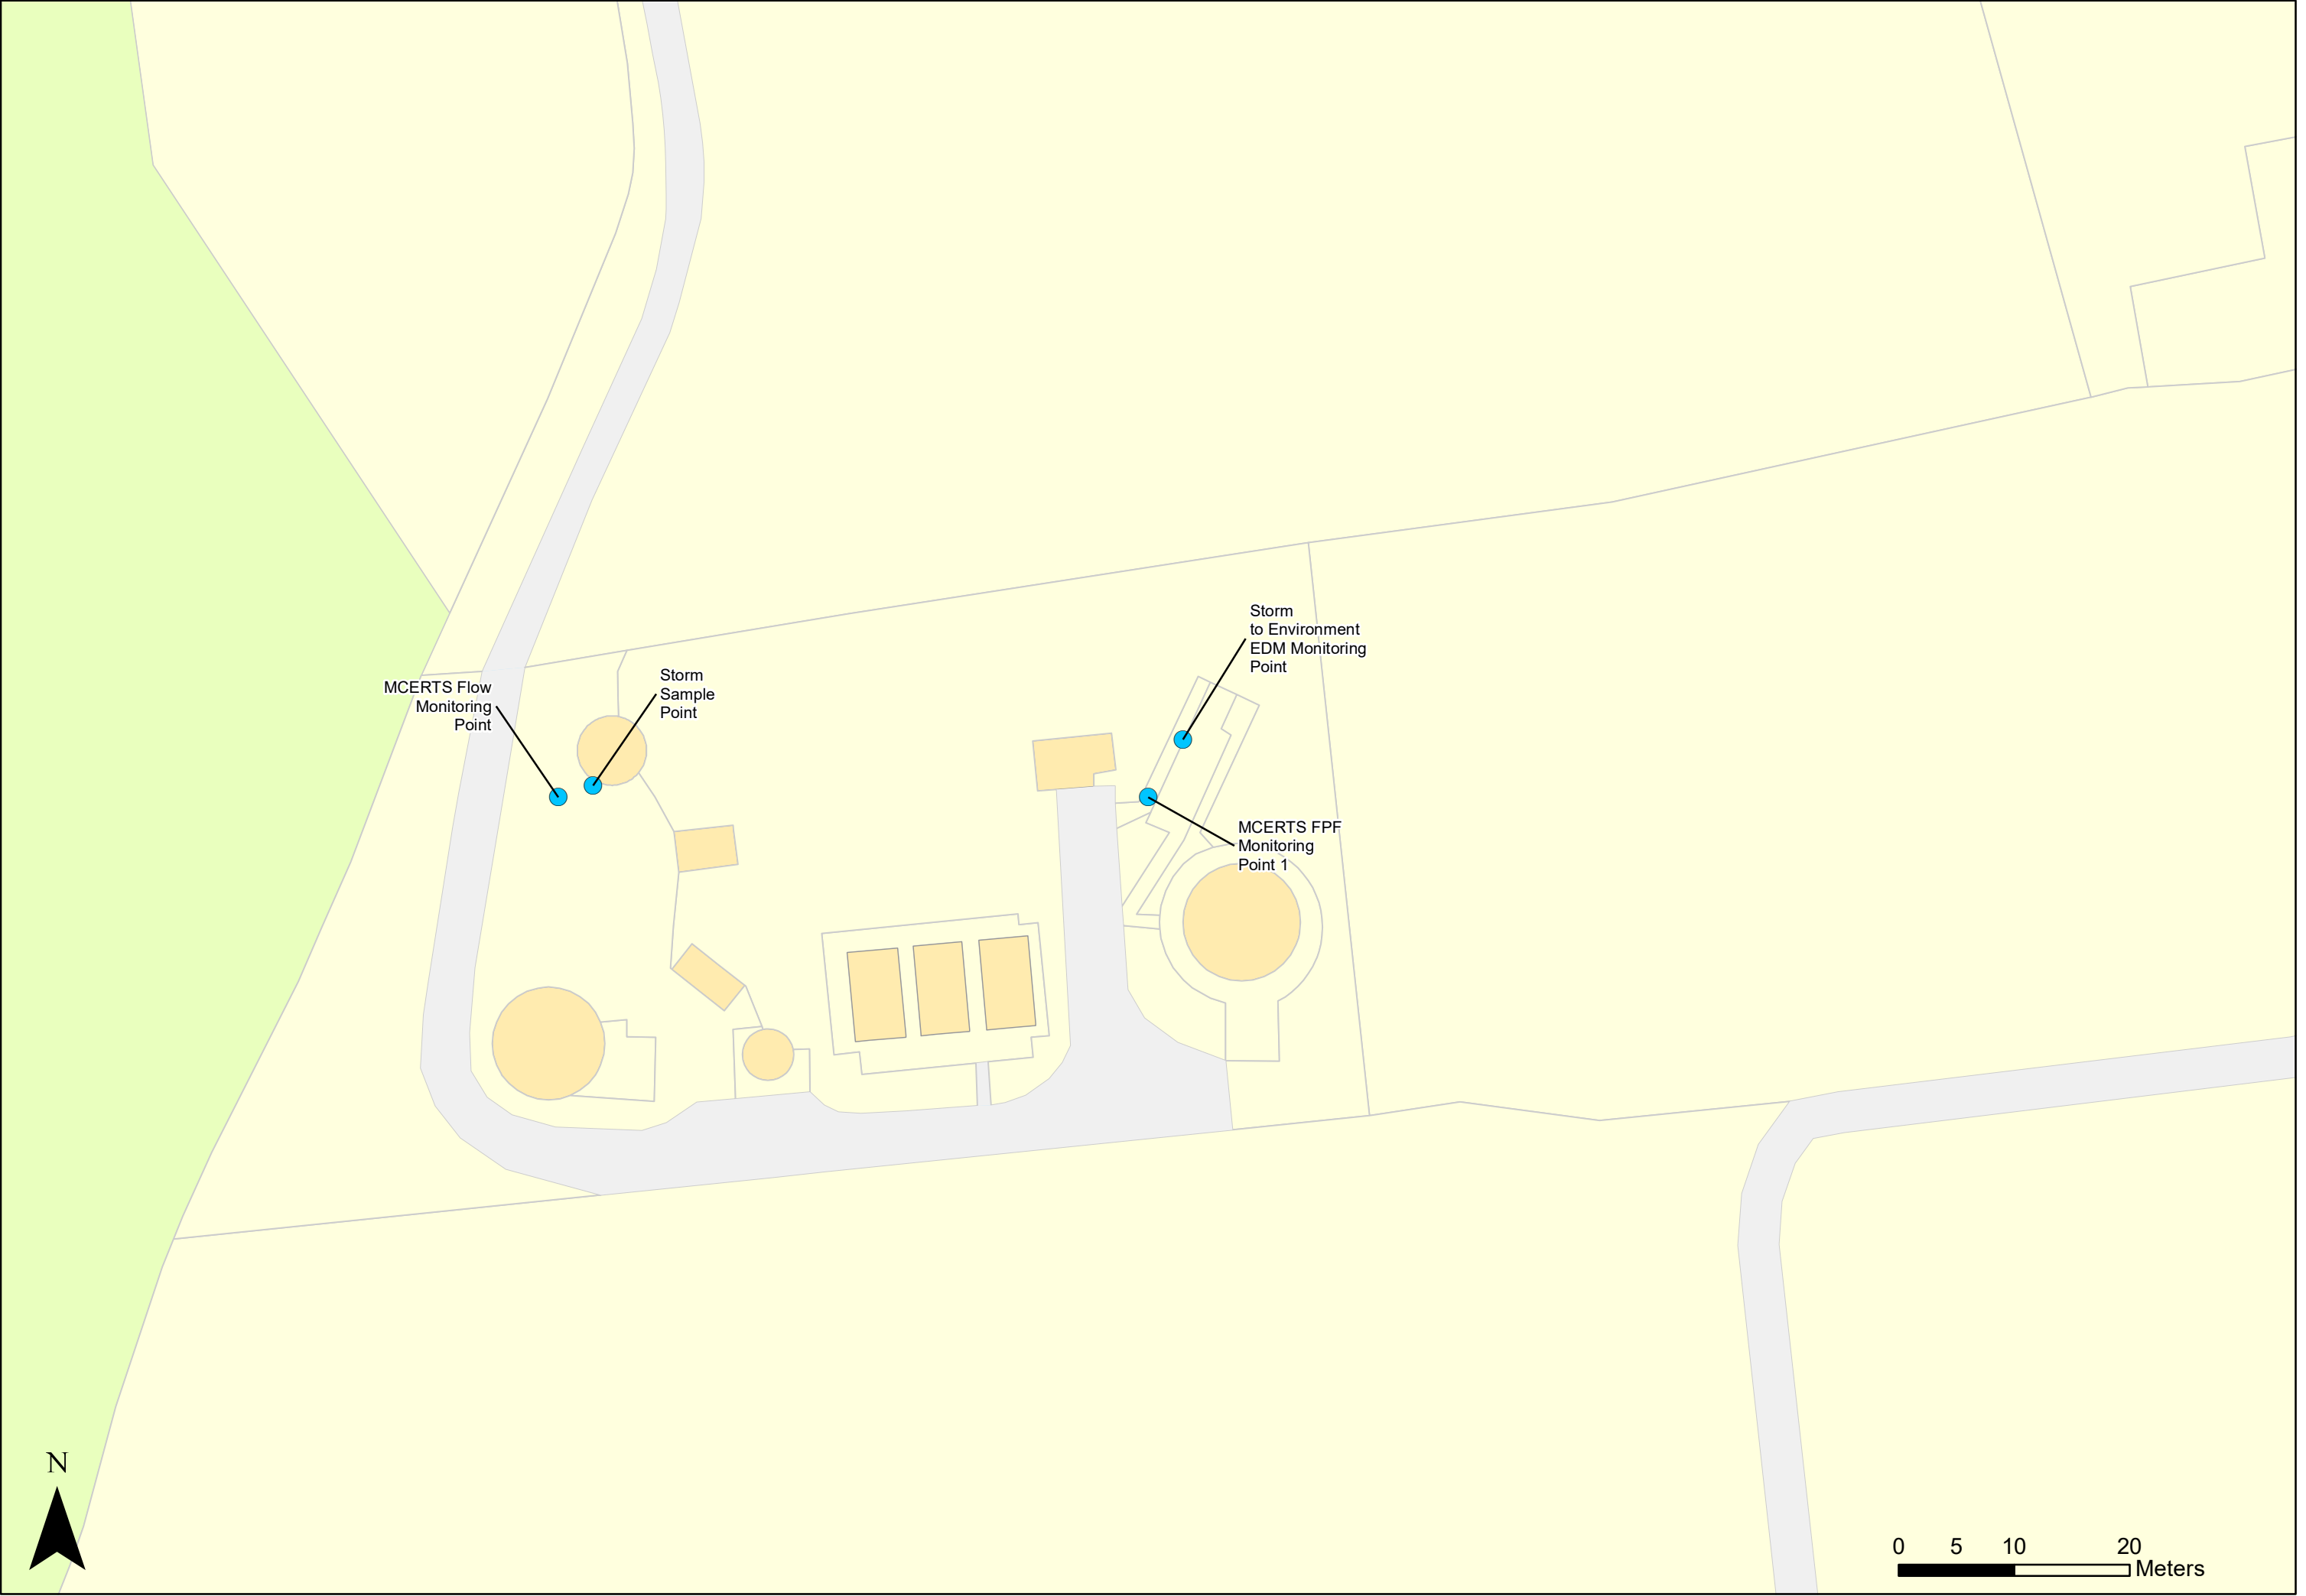 Storm
to Environment
EDM Monitoring
Point
Storm
Sample
Point
MCERTS Flow
Monitoring
Point
MCERTS FPF
Monitoring
Point 1
N
0 5 10 20
Meters